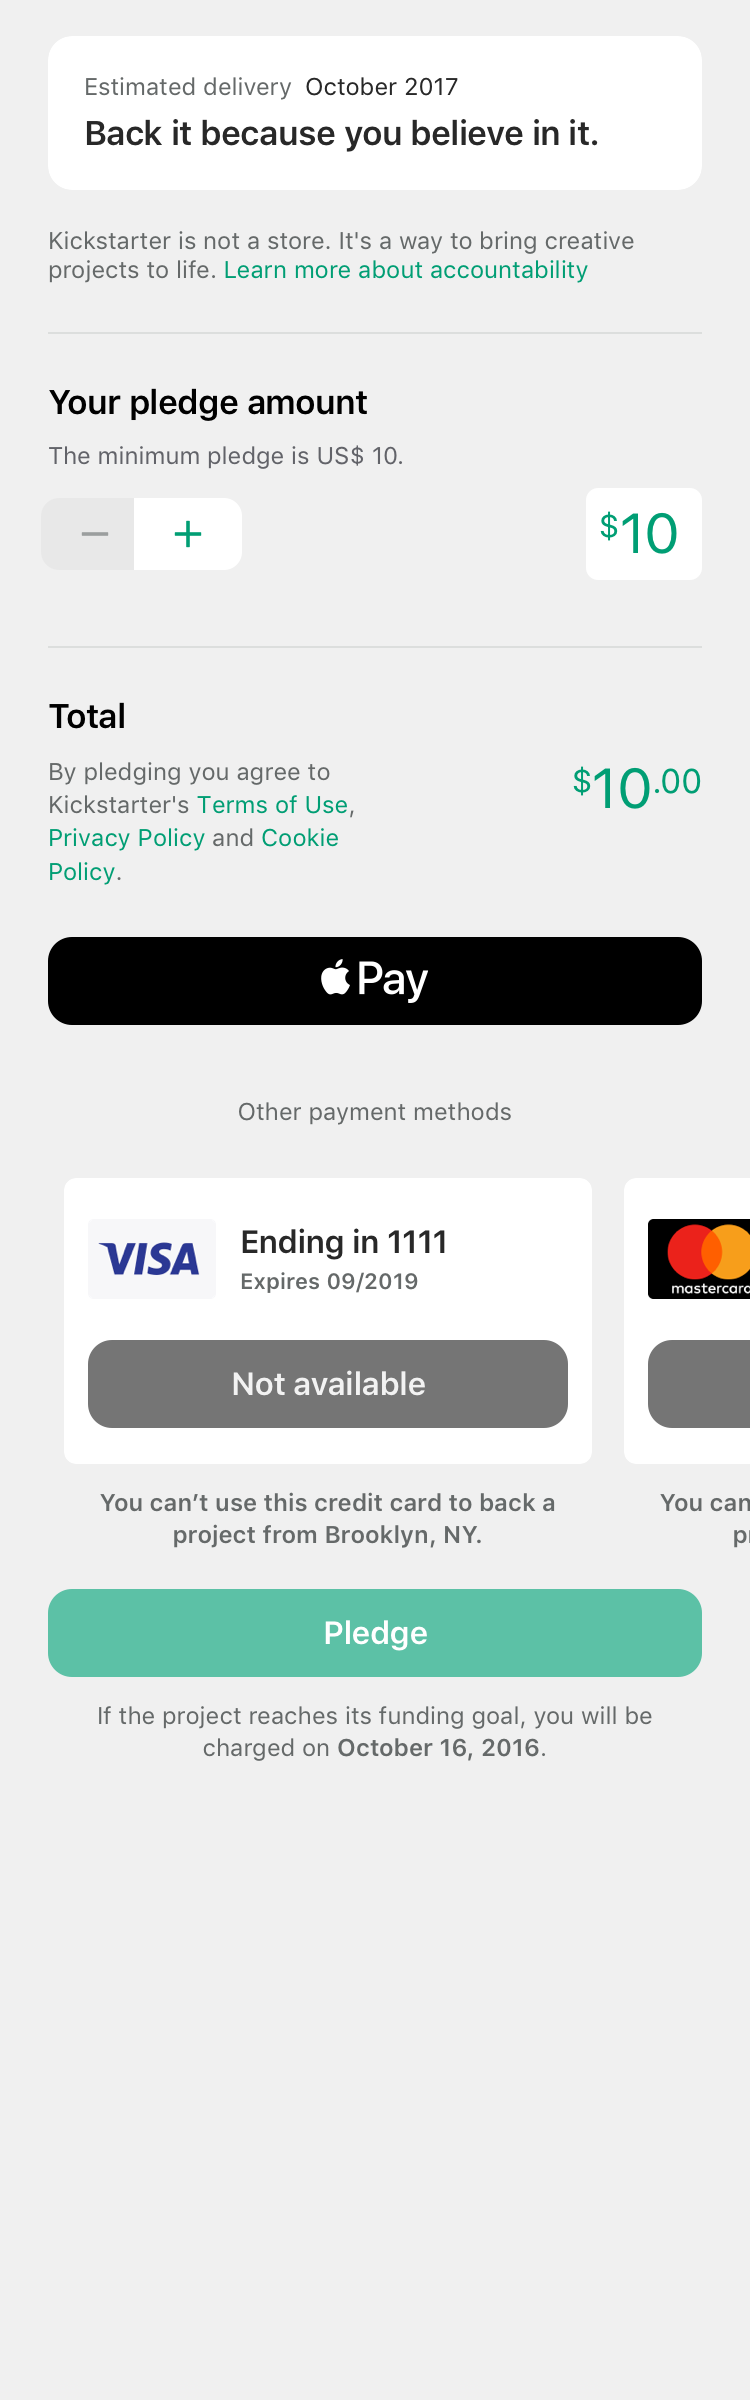 Estimated delivery October 2017
Back it because you believe in it.
Kickstarter is not a store. It's a way to bring creative
projects to life. Learn more about accountability
Your pledge amount
The minimum pledge is US$ 10.
− + $10
Total
By pledging you agree to
Kickstarter's Terms of Use,
Privacy Policy and Cookie
Policy.
$10.00
Pay
Other payment methods
VISA
Ending in 1111
Expires 09/2019
Not available
You can’t use this credit card to back a
project from Brooklyn, NY.
mastercard
You can
Pledge
If the project reaches its funding goal, you will be
charged on October 16, 2016.